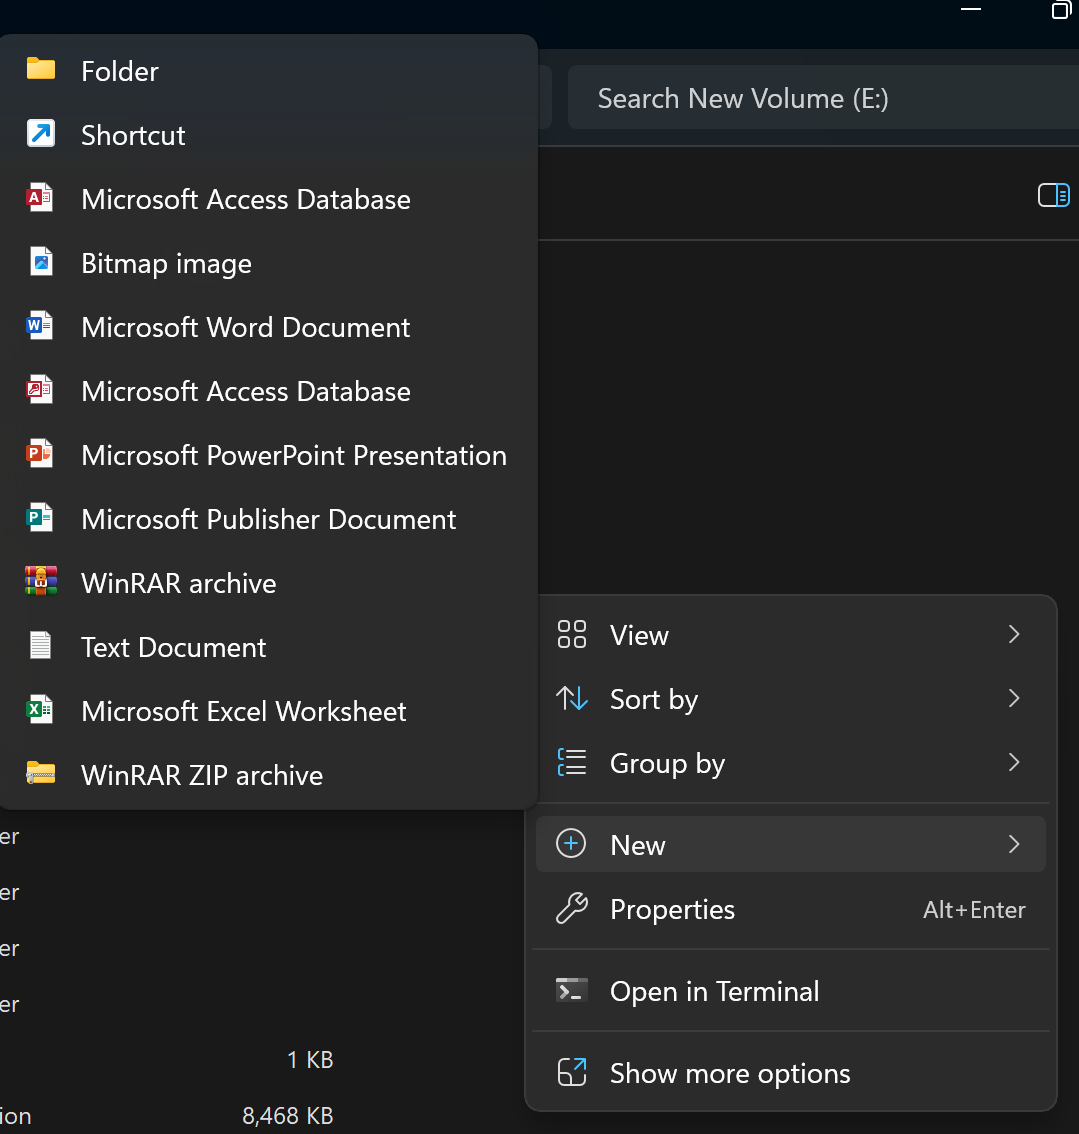 Search New Volume (E:)
Folder
Shortcut
Microsoft Access Database
Bitmap image
Microsoft Word Document
Microsoft Access Database
Microsoft PowerPoint Presentation
Microsoft Publisher Document
WinRAR archive
Text Document
Microsoft Excel Worksheet
WinRAR ZIP archive
View
Sort by
Group by
New
Properties Alt+Enter
Open in Terminal
Show more options
er
er
er
er
1 KB
ion 8,468 KB